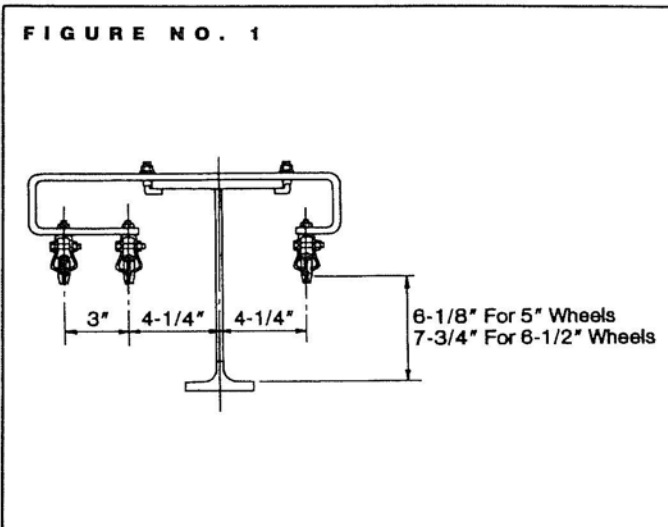 FIGURE NO. 1
3" 4-1/4" 4-1/4"
6-1/8" For 5" Wheels
7-3/4" For 6-1/2" Wheels